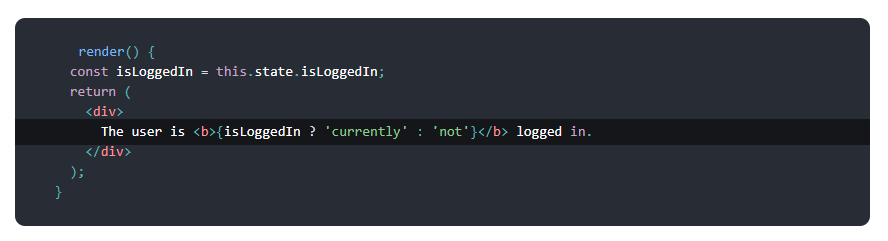 render() {
const isLoggedIn = this.state.isLoggedIn;
return (
<div>
The user is <b>{isLoggedIn ? 'currently' : 'not'}</b> logged in.
</div>
);
}